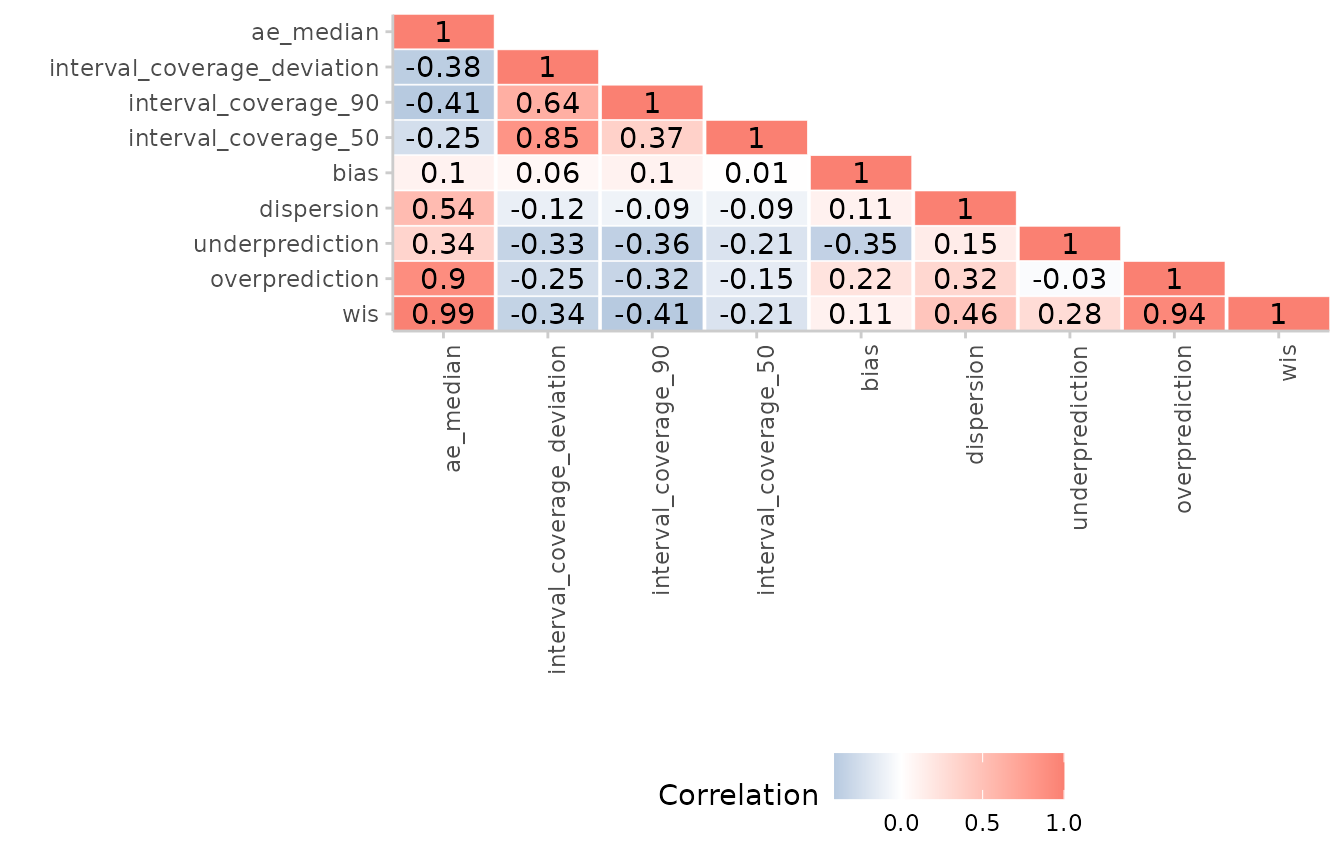 ae_median 1
interval_coverage_deviation -0.38 1
interval_coverage_90 -0.41 0.64 1
interval_coverage_50 -0.25 0.85 0.37 1
bias 0.1 0.06 0.1 0.01 1
dispersion 0.54 -0.12 -0.09 -0.09 0.11 1
underprediction 0.34 -0.33 -0.36 -0.21 -0.35 0.15 1
overprediction 0.9 -0.25 -0.32 -0.15 0.22 0.32 -0.03 1
wis 0.99 -0.34 -0.41 -0.21 0.11 0.46 0.28 0.94 1
ae_median
interval_coverage_deviation
interval_coverage_90
interval_coverage_50
bias
dispersion
underprediction
overprediction
wis
Correlation
0.0 0.5 1.0